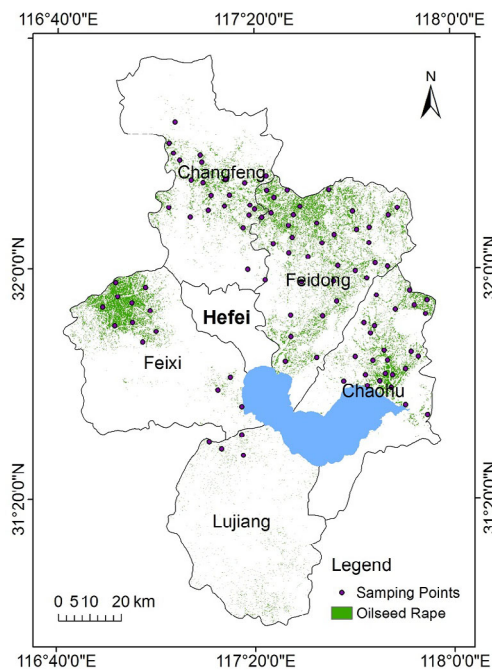 116°40'0"E 117°20'0"E 118°0'0"E
N
Changfeng
32°0'0"N 32°0'0"N
Feidong
Hefei
Feixi
Chaohu
31°20'0"N 31°20'0"N
Lujiang
Legend
Samping Points
Oilseed Rape
0 5 10 20 km
116°40'0"E 117°20'0"E 118°0'0"E